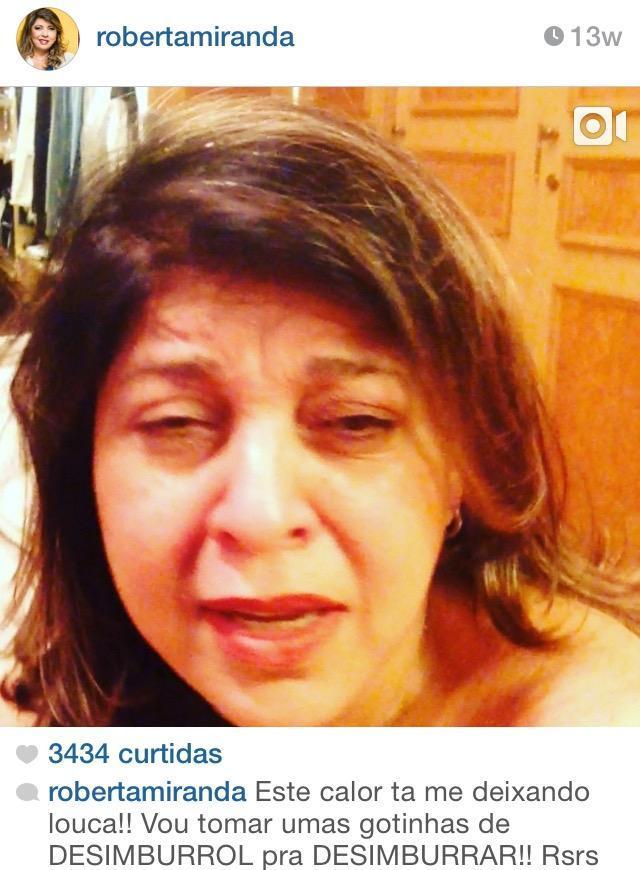 robertamiranda 13w
3434 curtidas
robertamiranda Este calor ta me deixando
louca!! Vou tomar umas gotinhas de
DESIMBURROL pra DESIMBURRAR!! Rsrs